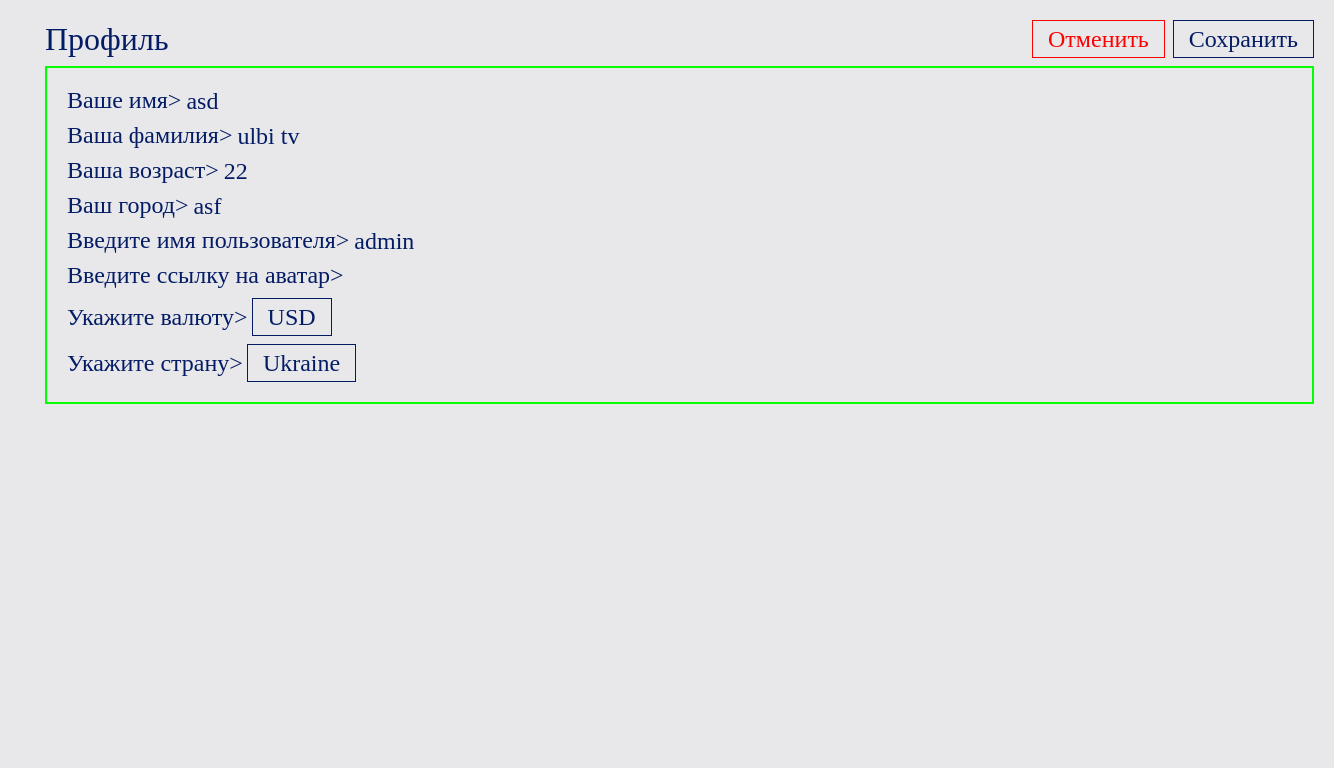 Профиль
Отменить Сохранить
Ваше имя> asd
Ваша фамилия> ulbi tv
Ваша возраст> 22
Ваш город> asf
Введите имя пользователя> admin
Введите ссылку на аватар>
Укажите валюту> USD
Укажите страну> Ukraine